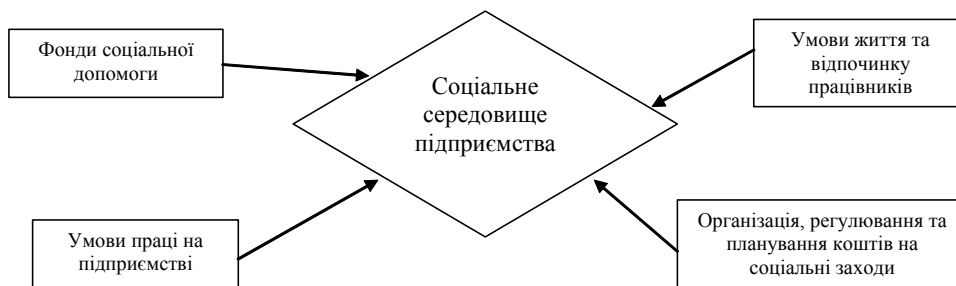 Фонди соціальної
допомоги
Умови життя та
відпочинку
працівників
Соціальне
середовище
підприємства
Умови праці на
підприємстві
Організація, регулювання та
планування коштів на
соціальні заходи